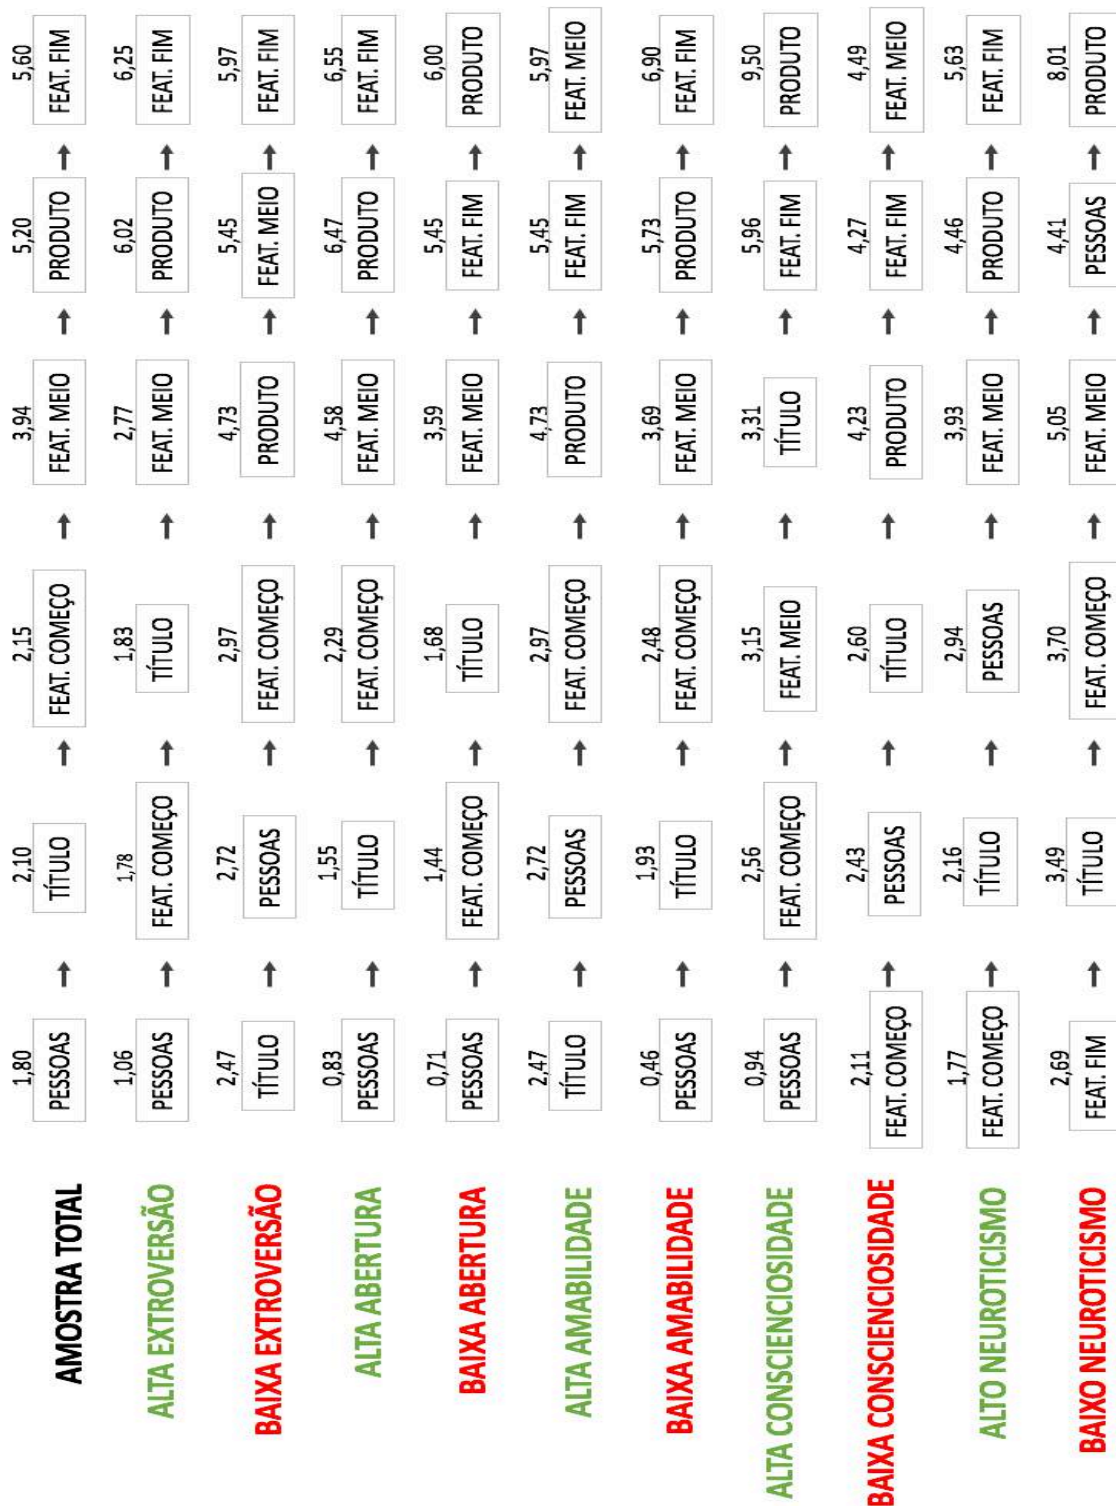 1,80 2,10 2,15 3,94 5,20 5,60
AMOSTRA TOTAL PESSOAS TÍTULO FEAT. COMEÇO FEAT. MEIO PRODUTO FEAT. FIM
1,06 1,78 1,83 2,77 6,02 6,25
ALTA EXTROVERSÃO PESSOAS FEAT. COMEÇO TÍTULO FEAT. MEIO PRODUTO FEAT. FIM
2,47 2,72 2,97 4,73 5,45 5,97
BAIXA EXTROVERSÃO TÍTULO PESSOAS FEAT. COMEÇO PRODUTO FEAT. MEIO FEAT. FIM
0,83 1,55 2,29 4,58 6,47 6,55
ALTA ABERTURA PESSOAS TÍTULO FEAT. COMEÇO FEAT. MEIO PRODUTO FEAT. FIM
0,71 1,44 1,68 3,59 5,45 6,00
BAIXA ABERTURA PESSOAS FEAT. COMEÇO TÍTULO FEAT. MEIO FEAT. FIM PRODUTO
2,47 2,72 2,97 4,73 5,45 5,97
ALTA AMABILIDADE TÍTULO PESSOAS FEAT. COMEÇO PRODUTO FEAT. FIM FEAT. MEIO
0,46 1,93 2,48 3,69 5,73 6,90
BAIXA AMABILIDADE PESSOAS TÍTULO FEAT. COMEÇO FEAT. MEIO PRODUTO FEAT. FIM
0,94 2,56 3,15 3,31 5,96 9,50
ALTA CONSCIENCIOSIDADE PESSOAS FEAT. COMEÇO FEAT. MEIO TÍTULO FEAT. FIM PRODUTO
2,11 2,43 2,60 4,23 4,27 4,49
BAIXA CONSCIENCIOSIDADE FEAT. COMEÇO PESSOAS TÍTULO PRODUTO FEAT. FIM FEAT. MEIO
1,77 2,16 2,94 3,93 4,46 5,63
ALTO NEUROTICISMO FEAT. COMEÇO TÍTULO PESSOAS FEAT. MEIO PRODUTO FEAT. FIM
2,69 3,49 3,70 5,05 4,41 8,01
BAIXO NEUROTICISMO FEAT. FIM TÍTULO FEAT. COMEÇO FEAT. MEIO PESSOAS PRODUTO